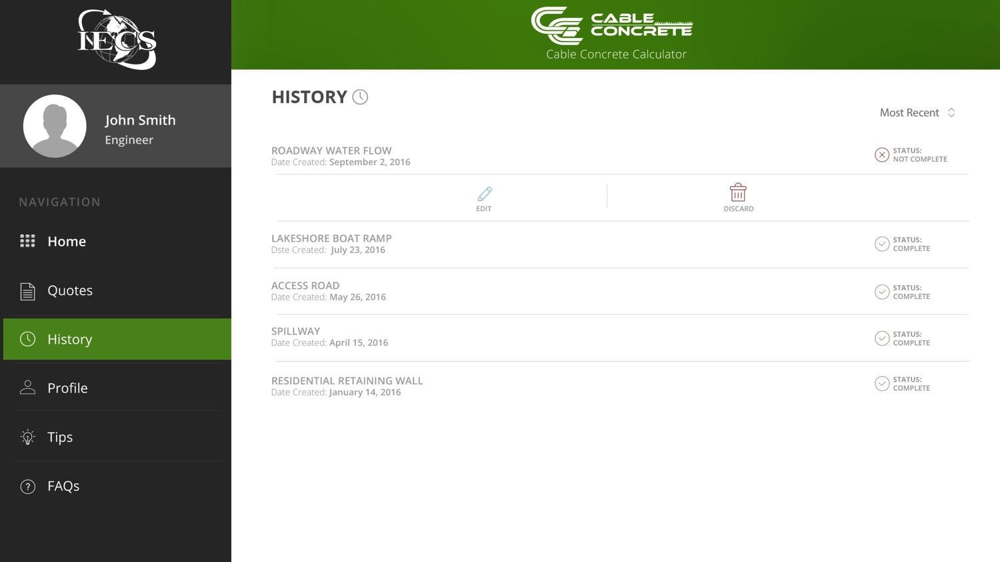 IECS
CABLE
CONCRETE
Cable Concrete Calculator
John Smith
Engineer
NAVIGATION
Home
Quotes
History
Profile
Tips
? FAQs
HISTORY
Most Recent
ROADWAY WATER FLOW
Date Created: September 2, 2016
STATUS:
NOT COMPLETE
EDIT
DISCARD
LAKESHORE BOAT RAMP
Dste Created: July 23, 2016
STATUS:
COMPLETE
ACCESS ROAD
Date Created: May 26, 2016
STATUS:
COMPLETE
SPILLWAY
Date Created: April 15, 2016
STATUS:
COMPLETE
RESIDENTIAL RETAINING WALL
Date Created: January 14, 2016
STATUS:
COMPLETE